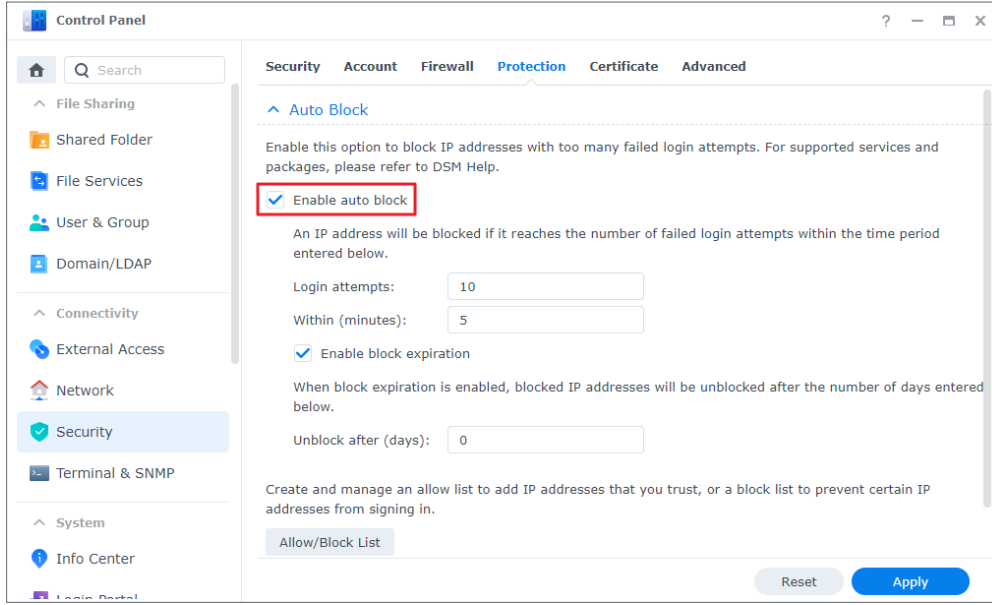 Control Panel
?
Search
File Sharing
Shared Folder
File Services
User & Group
Domain/LDAP
Connectivity
External Access
Network
Security
Terminal & SNMP
System
Info Center
Login Portal
Security Account Firewall Protection Certificate Advanced
Auto Block
Enable this option to block IP addresses with too many failed login attempts. For supported services and
packages, please refer to DSM Help.
Enable auto block
An IP address will be blocked if it reaches the number of failed login attempts within the time period
entered below.
Login attempts: 10
Within (minutes): 5
Enable block expiration
When block expiration is enabled, blocked IP addresses will be unblocked after the number of days entered
below.
Unblock after (days): 0
Create and manage an allow list to add IP addresses that you trust, or a block list to prevent certain IP
addresses from signing in.
Allow/Block List
Reset Apply